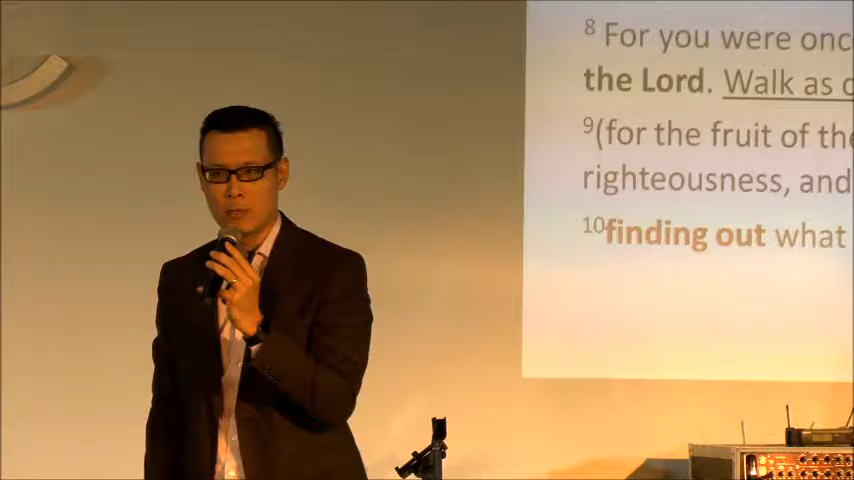 ⁸ For you were onc
the Lord. Walk as c
⁹(for the fruit of the
righteousness, and
¹⁰finding out what